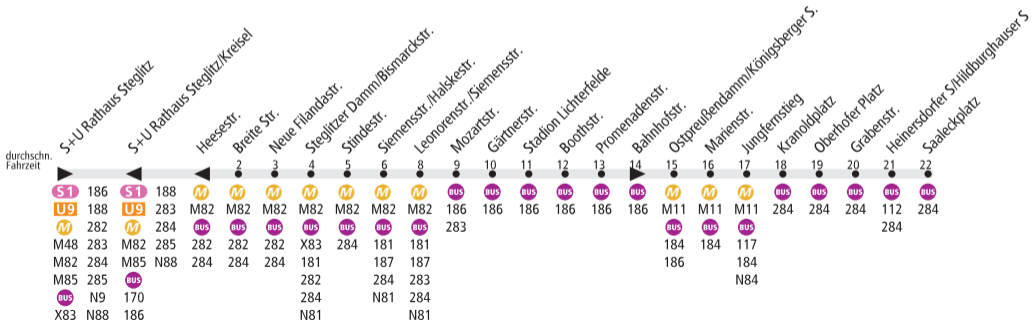 S+U Rathaus Steglitz
S+U Rathaus Steglitz/Kreisel
Heesestr.
Breite Str.
Neue Filandastr.
Steglitzer Damm/Bismarckstr.
Stindestr.
Siemensstr./Halskestr.
Leonorenstr./Siemensstr.
Mozartstr.
Gärtnerstr.
Stadion Lichterfelde
Boothstr.
Promenadenstr.
Bahnhofstr.
Ostpreußendamm/Königsberger S.
Marienstr.
Jungfernstieg
Kranoldplatz
Oberhofer Platz
Grabenstr.
Heinersdorfer S/Hildburghauser S
Saaleckplatz
durchschn.
Fahrzeit
2 3 4 5 6 8 9 10 11 12 13 14 15 16 17 18 19 20 21 22
S1 186 S1 188 M M M M M M M BUS BUS BUS BUS BUS BUS M M M BUS BUS BUS BUS BUS
U9 188 U9 283 M82 M82 M82 M82 M82 M82 M82 186 186 186 186 186 186 M11 M11 M11 284 284 284 112 284
M 282 M 284 BUS BUS BUS BUS BUS BUS BUS 283 BUS BUS BUS 284
M48 283 M82 285 282 282 282 X83 284 181 181 184 184 117
M82 284 M85 N88 284 284 284 181 187 187 186 184
M85 285 BUS 282 284 283 N84
BUS N9 170 284 N81 284
X83 N88 186 N81 N81